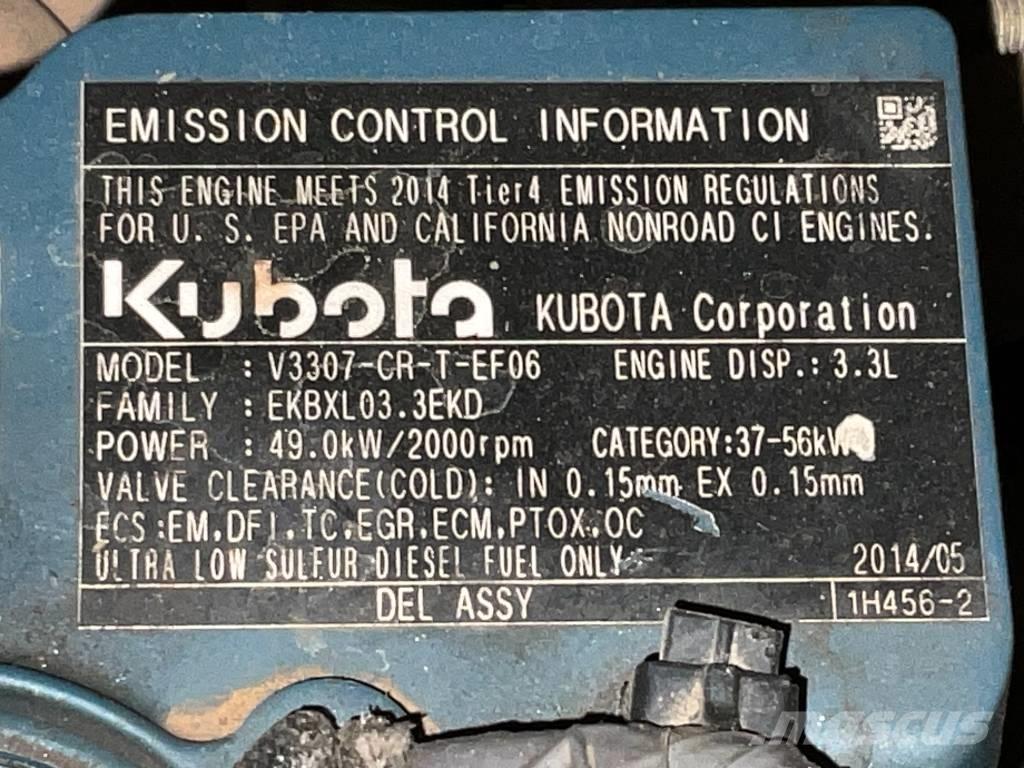 EMISSION CONTROL INFORMATION
THIS ENGINE MEETS 2014 Tier4 EMISSION REGULATIONS
FOR U. S. EPA AND CALIFORNIA NONROAD CI ENGINES.
Kubota KUBOTA Corporation
MODEL : V3307-CR-T-EF06 ENGINE DISP.: 3.3L
FAMILY : EKBXL03.3EKD
POWER : 49.0kW/2000rpm CATEGORY:37-56kW
VALVE CLEARANCE(COLD): IN 0.15mm EX 0.15mm
ECS :EM,DFI,TC,EGR,ECM,PTOX,OC
ULTRA LOW SULFUR DIESEL FUEL ONLY 2014/05
DEL ASSY 1H456-2
mascus